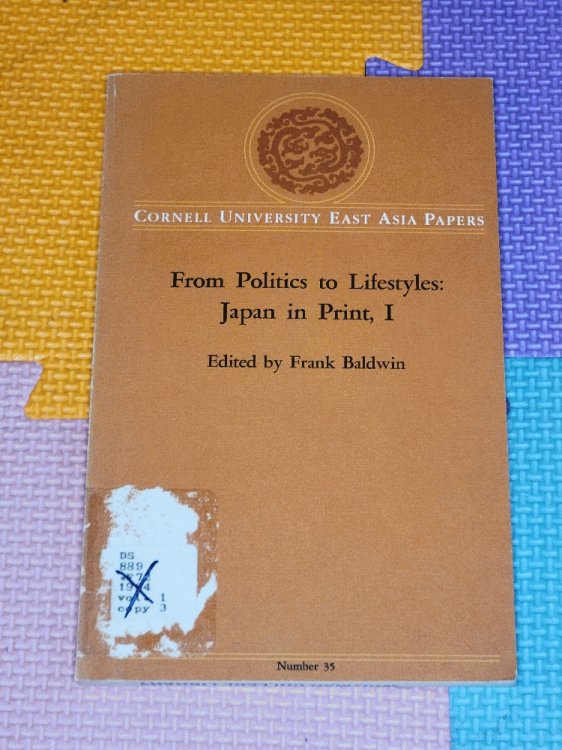 CORNELL UNIVERSITY EAST ASIA PAPERS
From Politics to Lifestyles:
Japan in Print, I
Edited by Frank Baldwin
DS
889
1
copy 3
Number 35